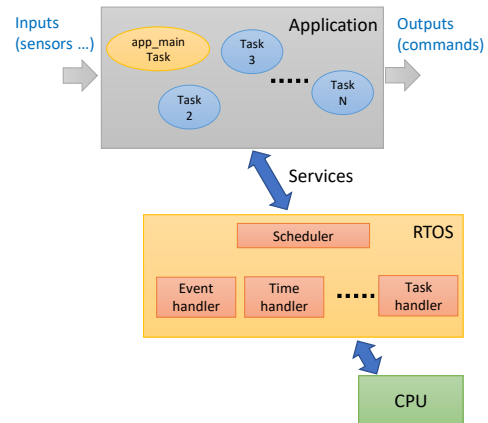 Inputs
(sensors ...)
Application
Outputs
(commands)
app_main
Task
Task
3
.....
Task
2
Task
N
Services
RTOS
Scheduler
Event
handler
Time
handler
.....
Task
handler
CPU